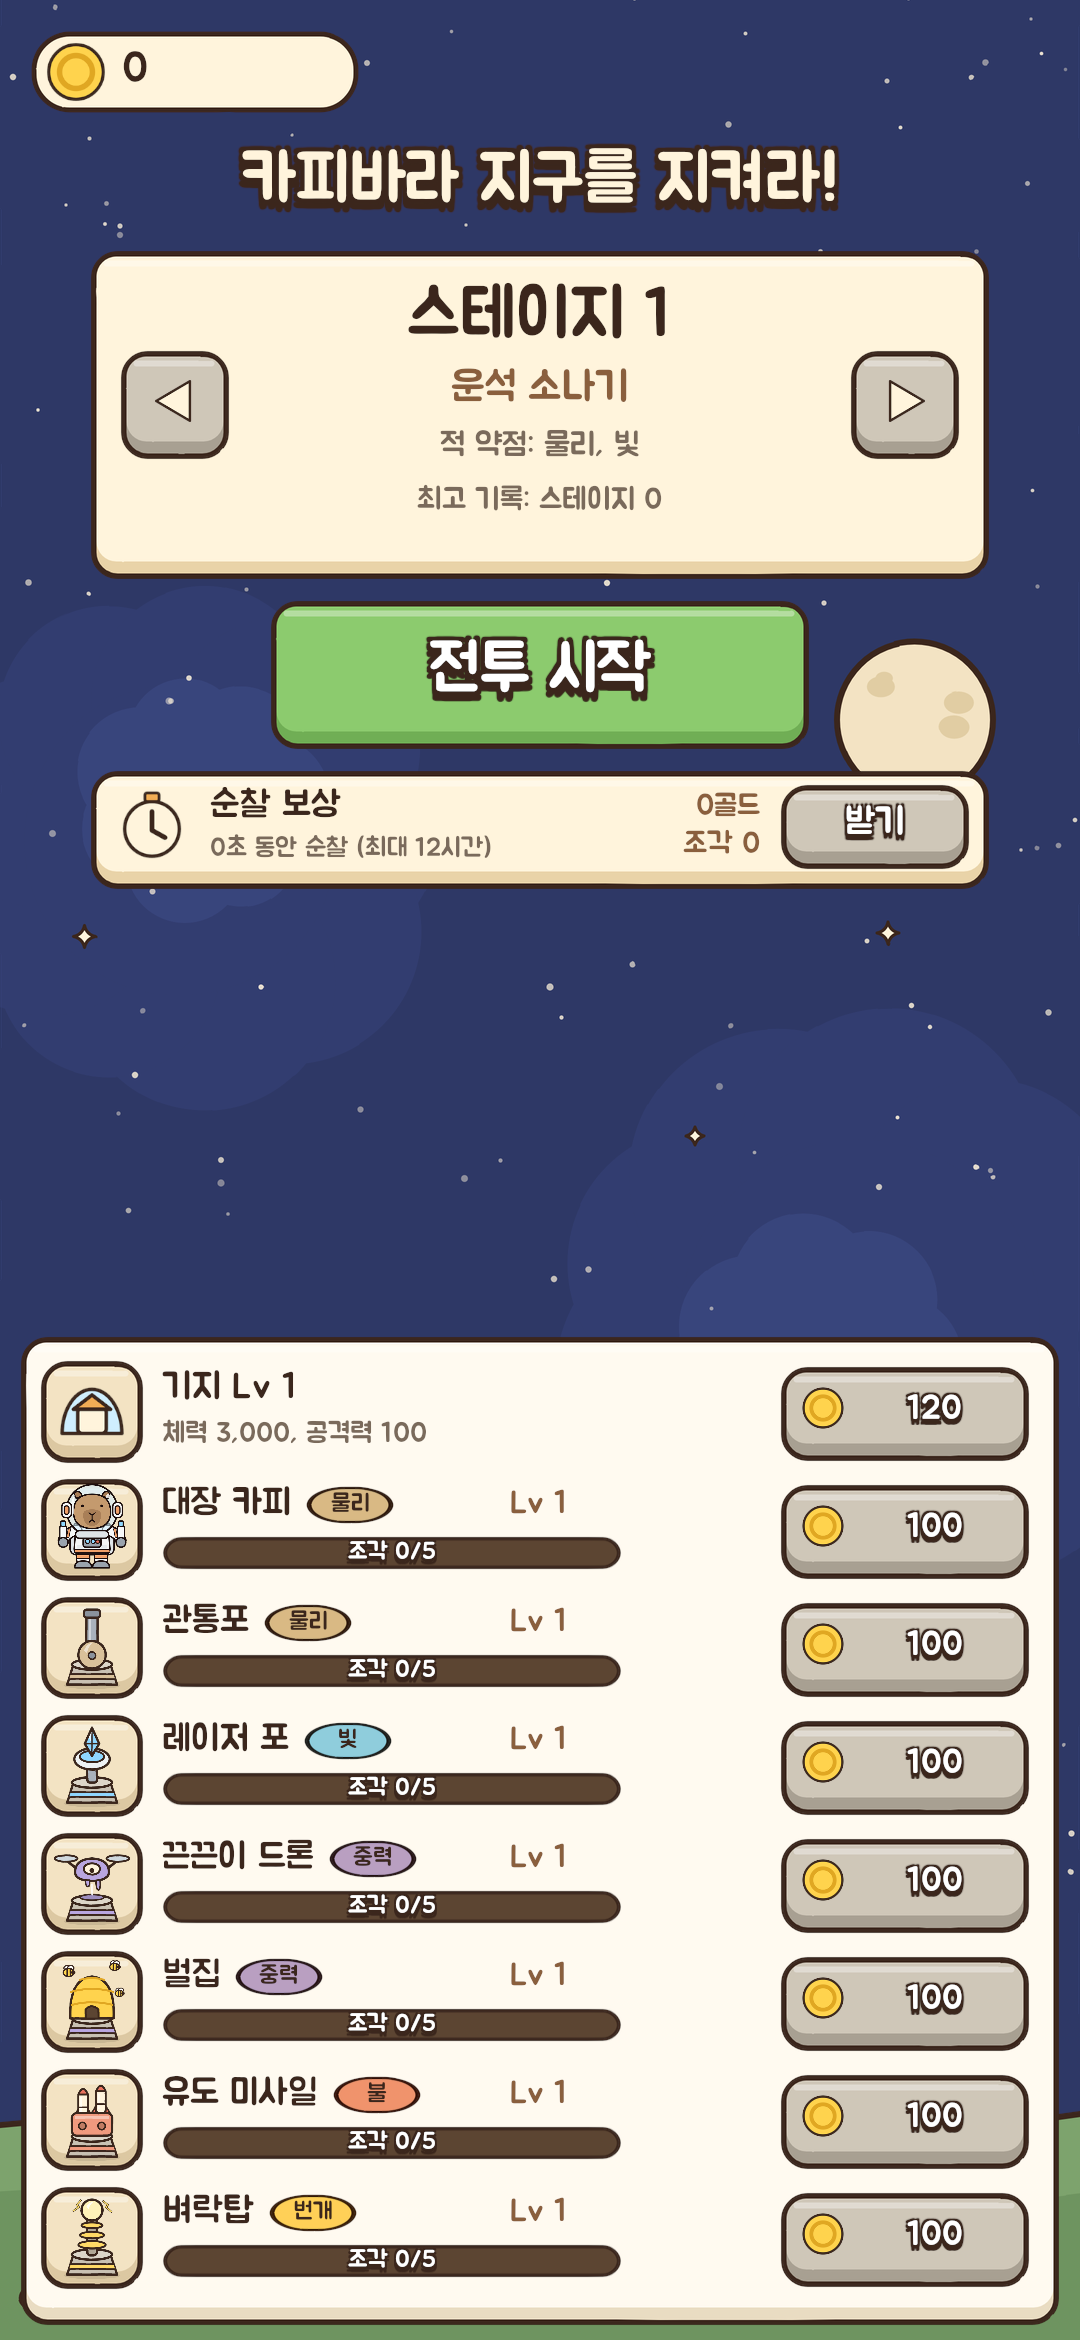 0
카피바라 지구를 지켜라!
스테이지 1
운석 소나기
적 약점: 물리, 빛
최고 기록: 스테이지 0
전투 시작
순찰 보상
0초 동안 순찰 (최대 12시간)
0골드
조각 0
받기
기지 Lv 1
체력 3,000, 공격력 100
120
대장 카피 물리 Lv 1
조각 0/5
100
관통포 물리 Lv 1
조각 0/5
100
레이저 포 빛 Lv 1
조각 0/5
100
끈끈이 드론 중력 Lv 1
조각 0/5
100
벌집 중력 Lv 1
조각 0/5
100
유도 미사일 불 Lv 1
조각 0/5
100
벼락탑 번개 Lv 1
조각 0/5
100